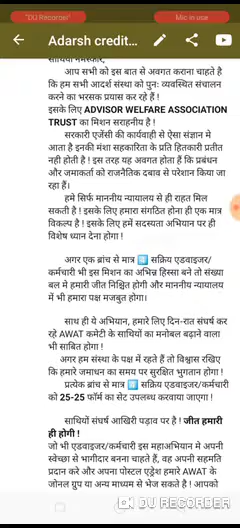 "DU Recorder"
Mic in use
Adarsh credit...
साथियों नमस्कार,
आप सभी को इस बात से अवगत कराना चाहते है
कि हम सभी आदर्श संस्था को पुनः व्यवस्थित संचालन
करने का भरसक प्रयास कर रहे हैं !
इसके लिए ADVISOR WELFARE ASSOCIATION
TRUST का मिशन सराहनीय है !
सरकारी एजेंसी की कार्यवाही से ऐसा संज्ञान मे
आता है इनकी मंशा सहकारिता के प्रति हितकारी प्रतीत
नही होती है ! इस तरह यह अवगत होता हैं कि प्रबंधन
और जमाकर्ता को राजनैतिक दबाव से परेशान किया जा
रहा हैं।
हमे सिर्फ माननीय न्यायालय से ही राहत मिल
सकती है ! इसके लिए हमारा संगठित होना ही एक मात्र
विकल्प है ! इसके लिए हमें सदस्यता अभियान पर ही
विशेष ध्यान देना होगा !
अगर एक ब्रांच से मात्र 4️⃣ सक्रिय एडवाइजर/
कर्मचारी भी इस मिशन का अभिन्न हिस्सा बने तो संख्या
बल मे हमारी जीत निश्चित होगी और माननीय न्यायालय
में भी हमारा पक्ष मजबुत होगा।
साथ ही ये अभियान, हमारे लिए दिन-रात संघर्ष कर
रहे AWAT कमेटी के साथियों का मनोबल बढ़ाने वाला
भी साबित होगा !
अगर हम संस्था के पक्ष में रहते हैं तो विश्वास रखिए
कि हमारे जमाधन का समय पर सुरक्षित भुगतान होगा !
प्रत्येक ब्रांच से मात्र 4️⃣ सक्रिय एडवाइजर/कर्मचारी
को 25-25 फॉर्म का सेट उपलब्ध करवाया जाएगा !
साथियों संघर्ष आखिरी पड़ाव पर है ! जीत हमारी
ही होगी !
जो भी एडवाइजर/कर्मचारी इस महाअभियान मे अपनी
स्वेच्छा से भागीदार बनना चाहते हैं, वह अपनी सहमति
प्रदान करे और अपना पोस्टल एड्रेश हमारे AWAT के
जोनल ग्रुप या अन्य माध्यम से भेज सकते है ! आपको
DU RECORDER